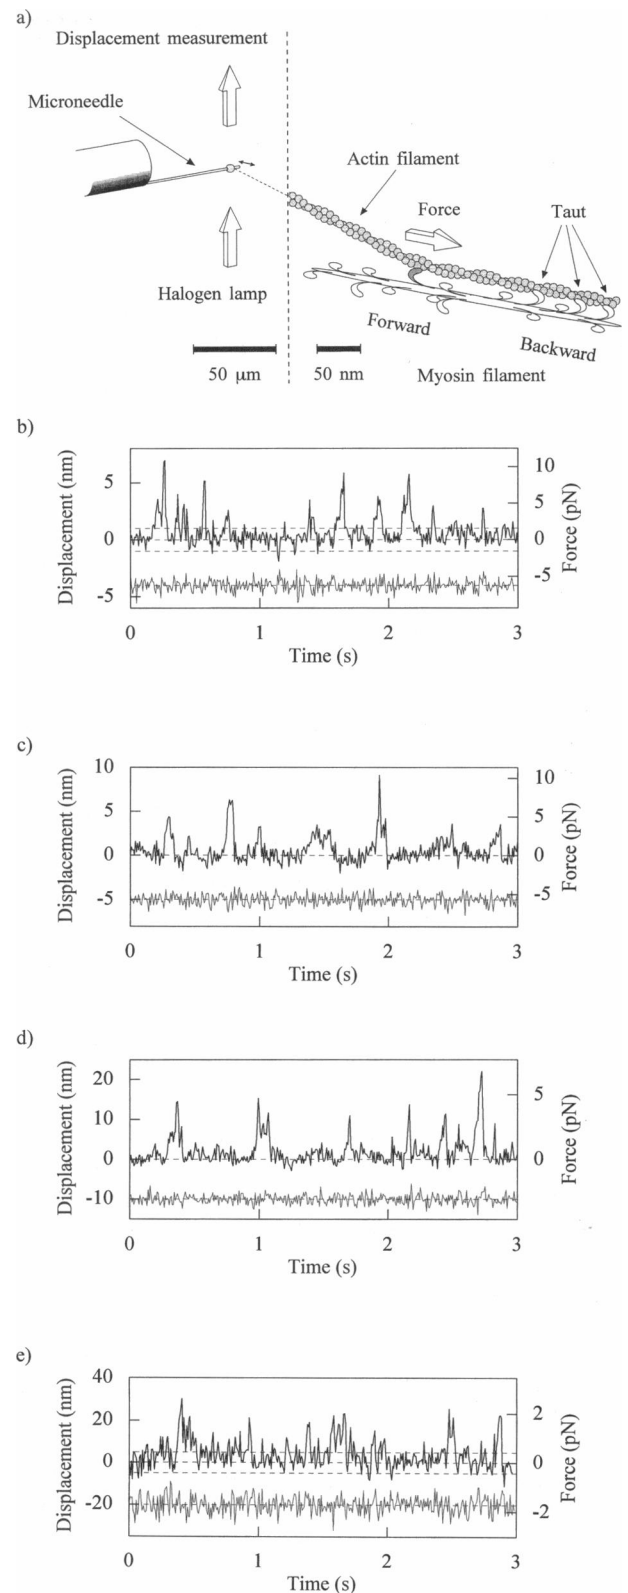 a)
Displacement measurement
Microneedle
Actin filament
Force
Taut
Halogen lamp
Forward
Backward
50 μm
50 nm
Myosin filament
b)
Displacement (nm)
5
0
-5
10
5
0
-5
Force (pN)
0 1 2 3
Time (s)
c)
Displacement (nm)
10
5
0
-5
10
5
0
-5
Force (pN)
0 1 2 3
Time (s)
d)
Displacement (nm)
20
10
0
-10
5
0
Force (pN)
0 1 2 3
Time (s)
e)
Displacement (nm)
40
20
0
-20
2
0
-2
Force (pN)
0 1 2 3
Time (s)